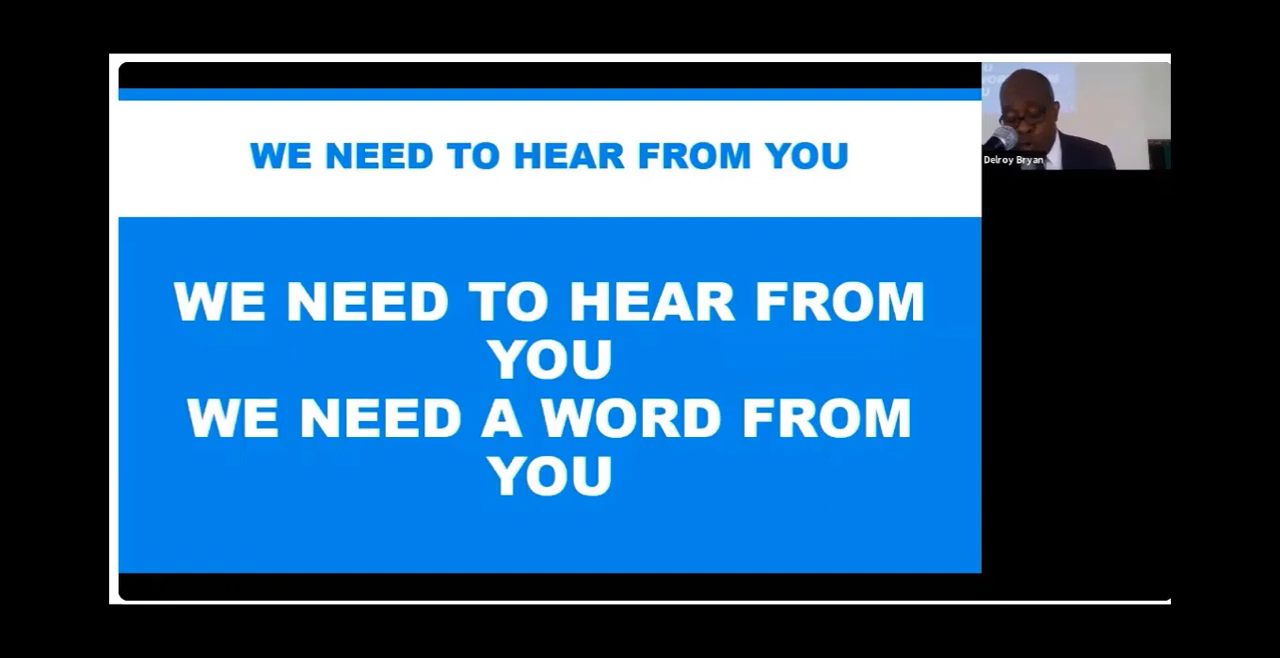 WE NEED TO HEAR FROM YOU
WE NEED TO HEAR FROM
YOU
WE NEED A WORD FROM
YOU
Delroy Bryan